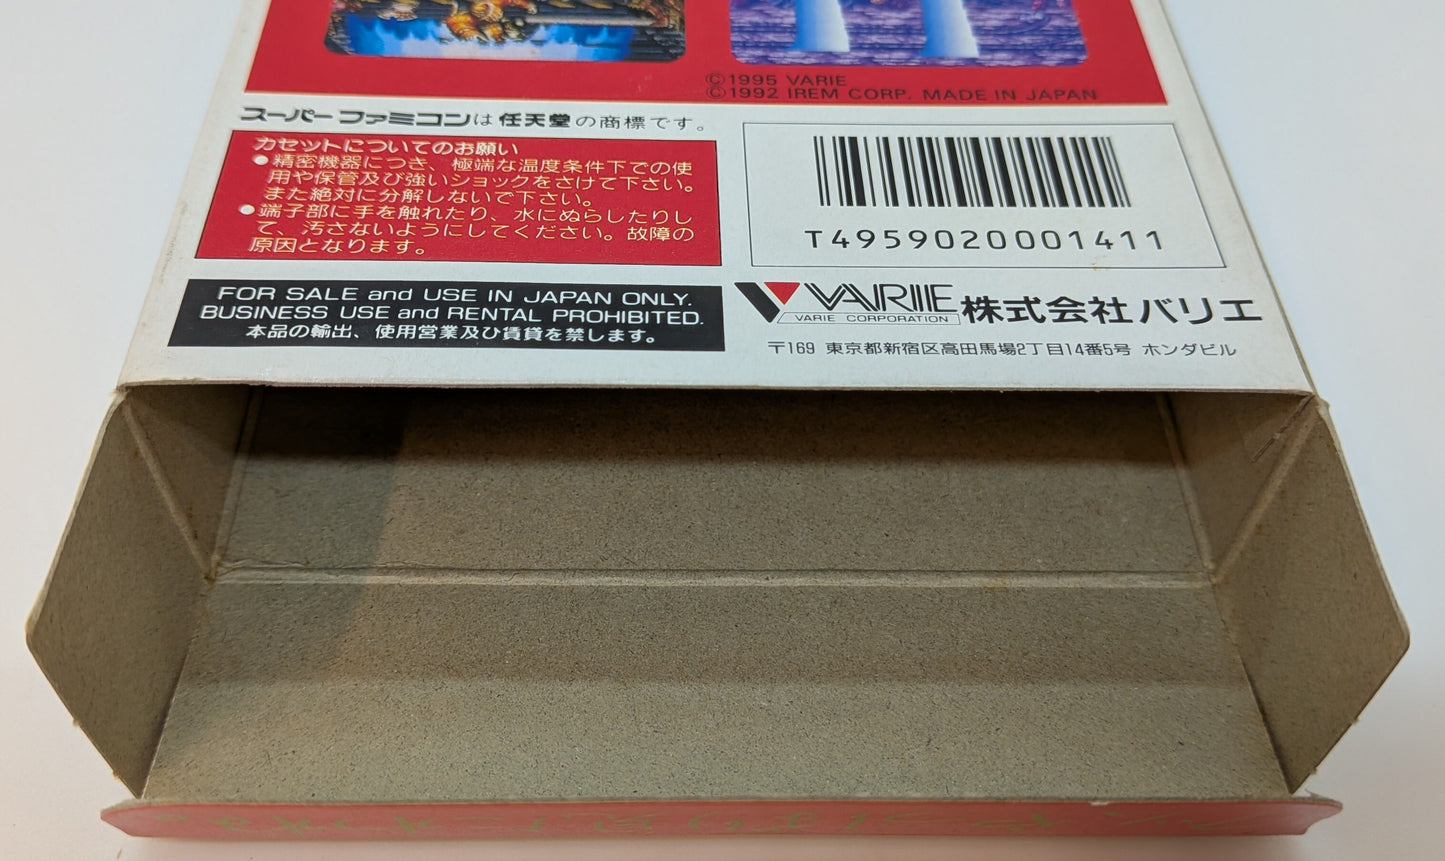 ©1995 VARIE
©1992 IREM CORP. MADE IN JAPAN
スーパーファミコンは任天堂の商標です。
カセットについてのお願い
●精密機器につき、極端な温度条件下での使
用や保管及び強いショックをさけて下さい。
また絶対に分解しないで下さい。
●端子部に手を触れたり、水にぬらしたりし
て、汚さないようにしてください。故障の
原因となります。
T4959020001411
FOR SALE and USE IN JAPAN ONLY.
BUSINESS USE and RENTAL PROHIBITED.
本品の輸出、使用営業及び賃貸を禁します。
VARIE
VARIE CORPORATION
株式会社バリエ
〒169 東京都新宿区高田馬場2丁目14番5号 ホンダビル